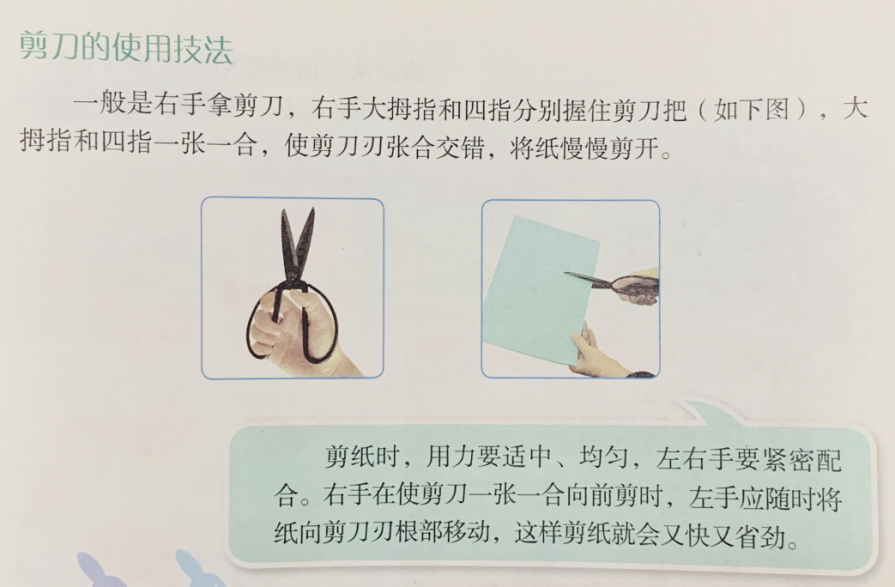 剪刀的使用技法
一般是右手拿剪刀，右手大拇指和四指分别握住剪刀把（如下图），大
拇指和四指一张一合，使剪刀刃张合交错，将纸慢慢剪开。
剪纸时，用力要适中、均匀，左右手要紧密配
合。右手在使剪刀一张一合向前剪时，左手应随时将
纸向剪刀刃根部移动，这样剪纸就会又快又省劲。